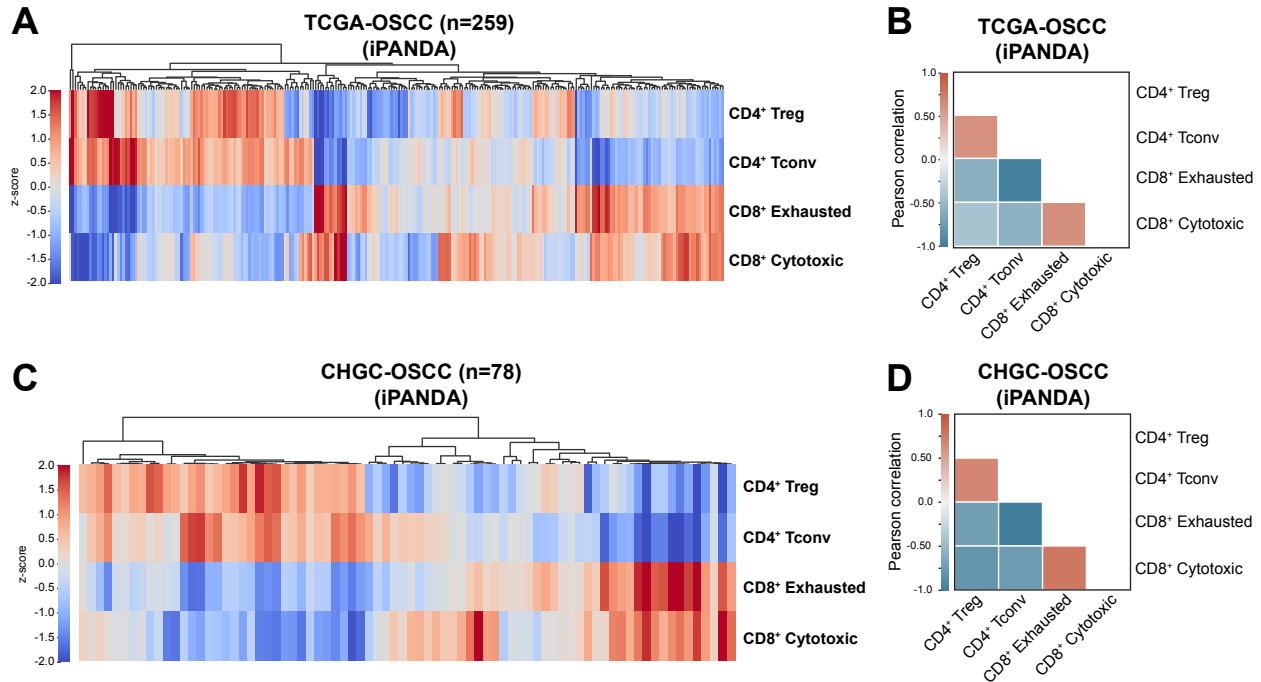 A
TCGA-OSCC (n=259)
(iPANDA)
2.0
1.5
1.0
0.5
0.0
-0.5
-1.0
-1.5
-2.0
z-score
CD4⁺ Treg
CD4⁺ Tconv
CD8⁺ Exhausted
CD8⁺ Cytotoxic
B
TCGA-OSCC
(iPANDA)
1.0
0.50
0.0
-0.50
-1.0
Pearson correlation
CD4⁺ Treg
CD4⁺ Tconv
CD8⁺ Exhausted
CD8⁺ Cytotoxic
CD4⁺ Treg
CD4⁺ Tconv
CD8⁺ Exhausted
CD8⁺ Cytotoxic
C
CHGC-OSCC (n=78)
(iPANDA)
2.0
1.5
1.0
0.5
0.0
-0.5
-1.0
-1.5
-2.0
z-score
CD4⁺ Treg
CD4⁺ Tconv
CD8⁺ Exhausted
CD8⁺ Cytotoxic
D
CHGC-OSCC
(iPANDA)
1.0
0.50
0.0
-0.50
-1.0
Pearson correlation
CD4⁺ Treg
CD4⁺ Tconv
CD8⁺ Exhausted
CD8⁺ Cytotoxic
CD4⁺ Treg
CD4⁺ Tconv
CD8⁺ Exhausted
CD8⁺ Cytotoxic